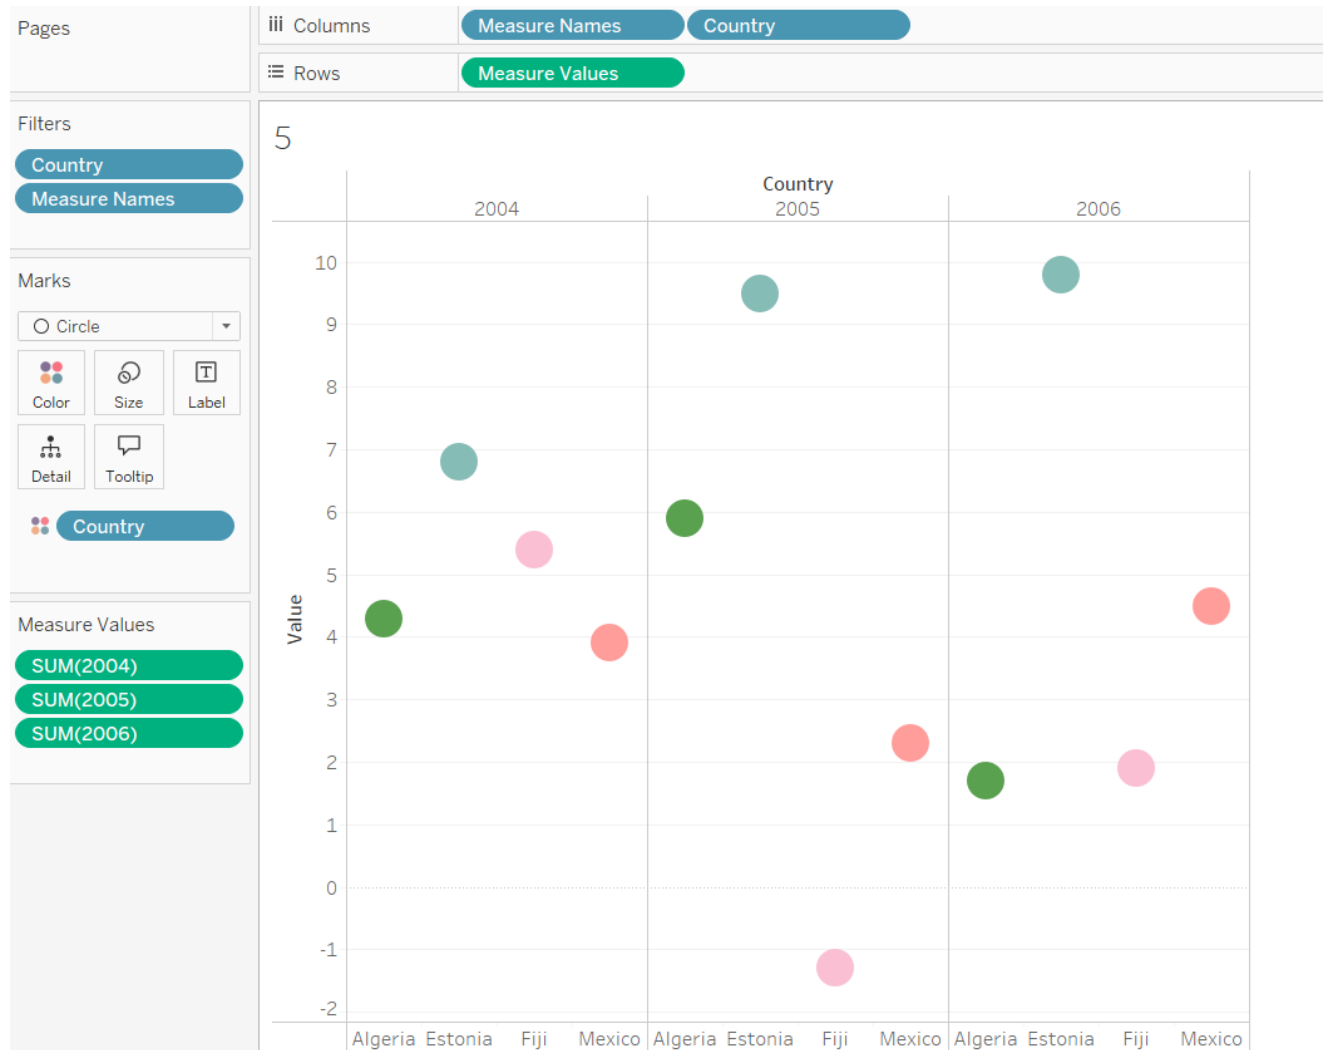 Pages
Columns
Measure Names
Country
Rows
Measure Values
Filters
Country
Measure Names
Marks
Circle
Color
Size
T
Label
Detail
Tooltip
Country
Measure Values
SUM(2004)
SUM(2005)
SUM(2006)
5
Country
2004 2005 2006
10
9
8
7
6
5
4
3
2
1
0
-1
-2
Value
Algeria Estonia Fiji Mexico Algeria Estonia Fiji Mexico Algeria Estonia Fiji Mexico